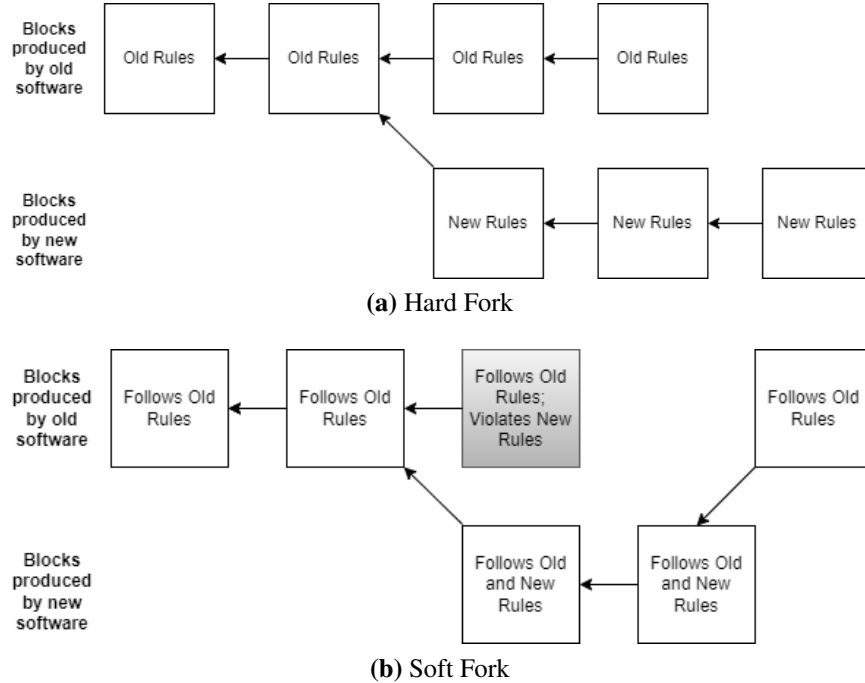 Blocks
produced
by old
software
Old Rules
Old Rules
Old Rules
Old Rules
Blocks
produced
by new
software
New Rules
New Rules
New Rules
(a) Hard Fork
Blocks
produced
by old
software
Follows Old
Rules
Follows Old
Rules
Follows Old
Rules;
Violates New
Rules
Follows Old
Rules
Blocks
produced
by new
software
Follows Old
and New
Rules
Follows Old
and New
Rules
(b) Soft Fork